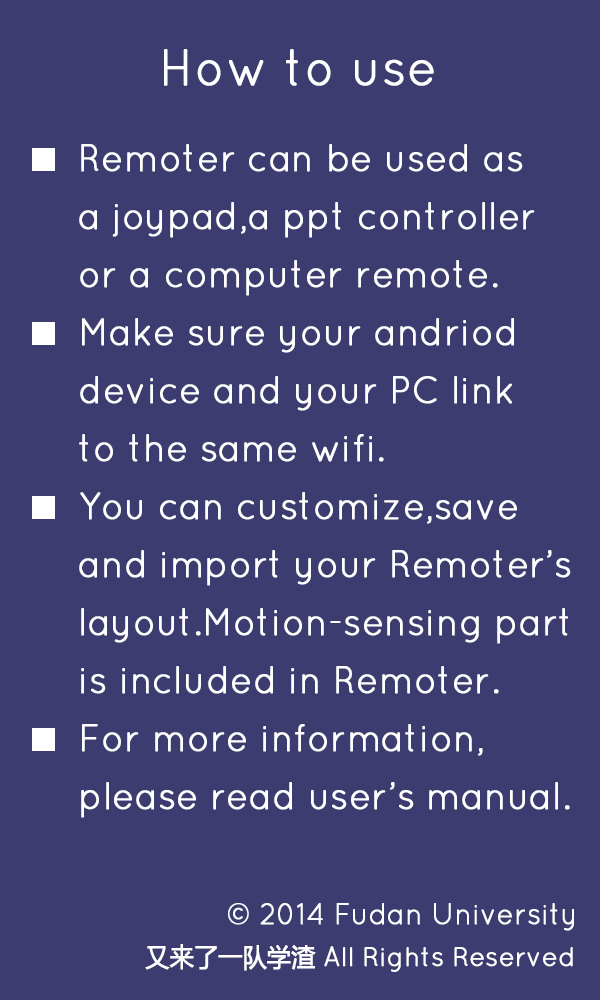 How to use
Remoter can be used as
a joypad,a ppt controller
or a computer remote.
Make sure your andriod
device and your PC link
to the same wifi.
You can customize,save
and import your Remoter’s
layout.Motion-sensing part
is included in Remoter.
For more information,
please read user’s manual.
© 2014 Fudan University
又来了一队学渣 All Rights Reserved